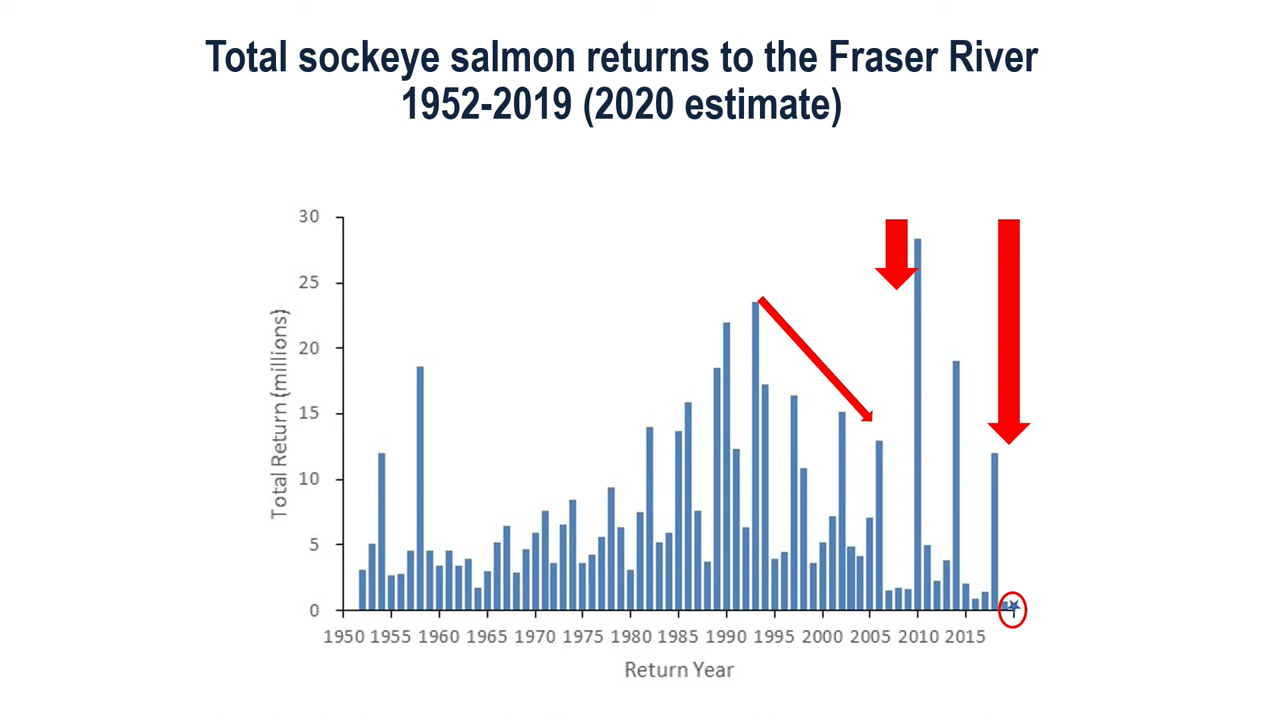 Total sockeye salmon returns to the Fraser River
1952-2019 (2020 estimate)
30
25
20
15
10
5
0
Total Return (millions)
1950 1955 1960 1965 1970 1975 1980 1985 1990 1995 2000 2005 2010 2015
Return Year